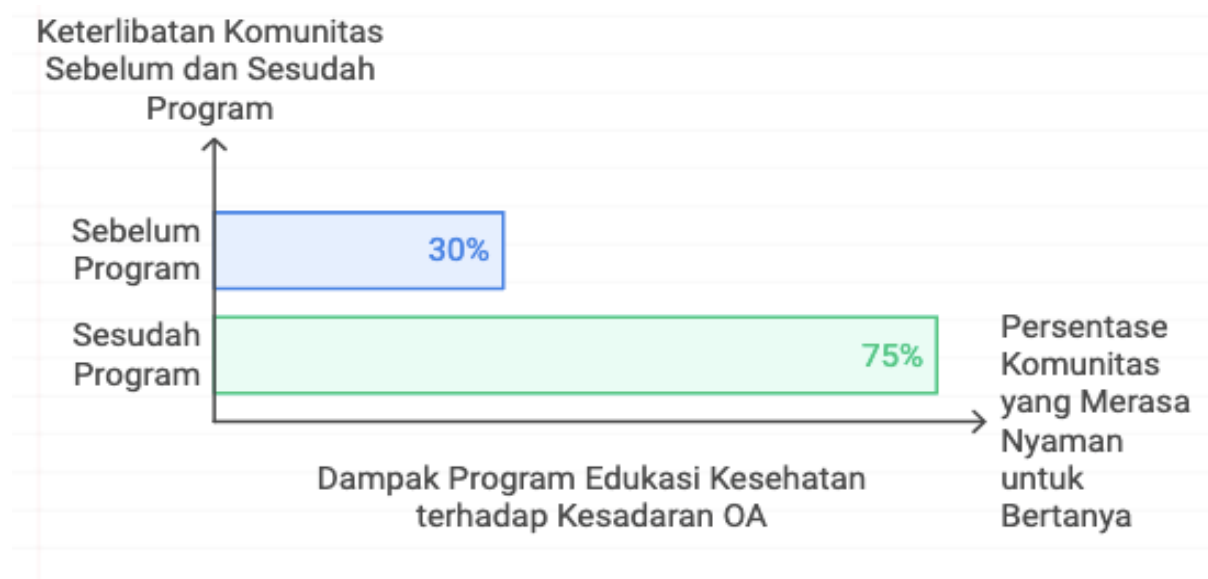 Keterlibatan Komunitas
Sebelum dan Sesudah
Program
Sebelum
Program
30%
Sesudah
Program
75%
Persentase
Komunitas
yang Merasa
Nyaman
untuk
Bertanya
Dampak Program Edukasi Kesehatan
terhadap Kesadaran OA